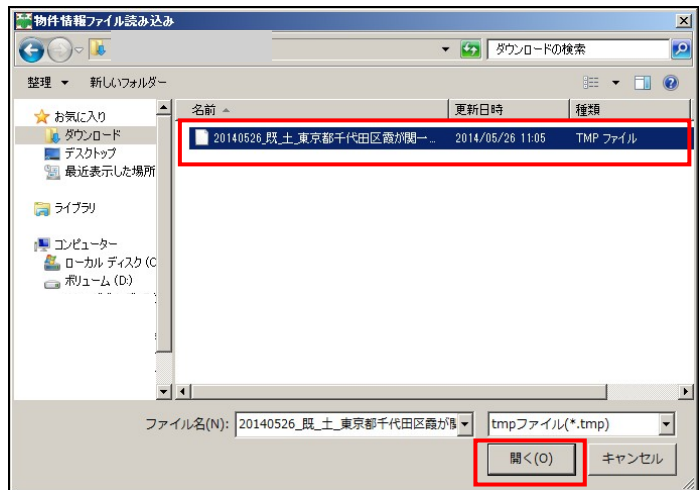 物件情報ファイル読み込み
ダウンロードの検索
整理 新しいフォルダー
お気に入り
ダウンロード
デスクトップ
最近表示した場所
ライブラリ
コンピューター
ローカル ディスク (C
ボリューム (D:)
名前 更新日時 種類
20140526_既_土_東京都千代田区霞が関一... 2014/05/26 11:05 TMP ファイル
ファイル名(N): 20140526_既_土_東京都千代田区霞が関 tmpファイル(*.tmp)
開く(O) キャンセル